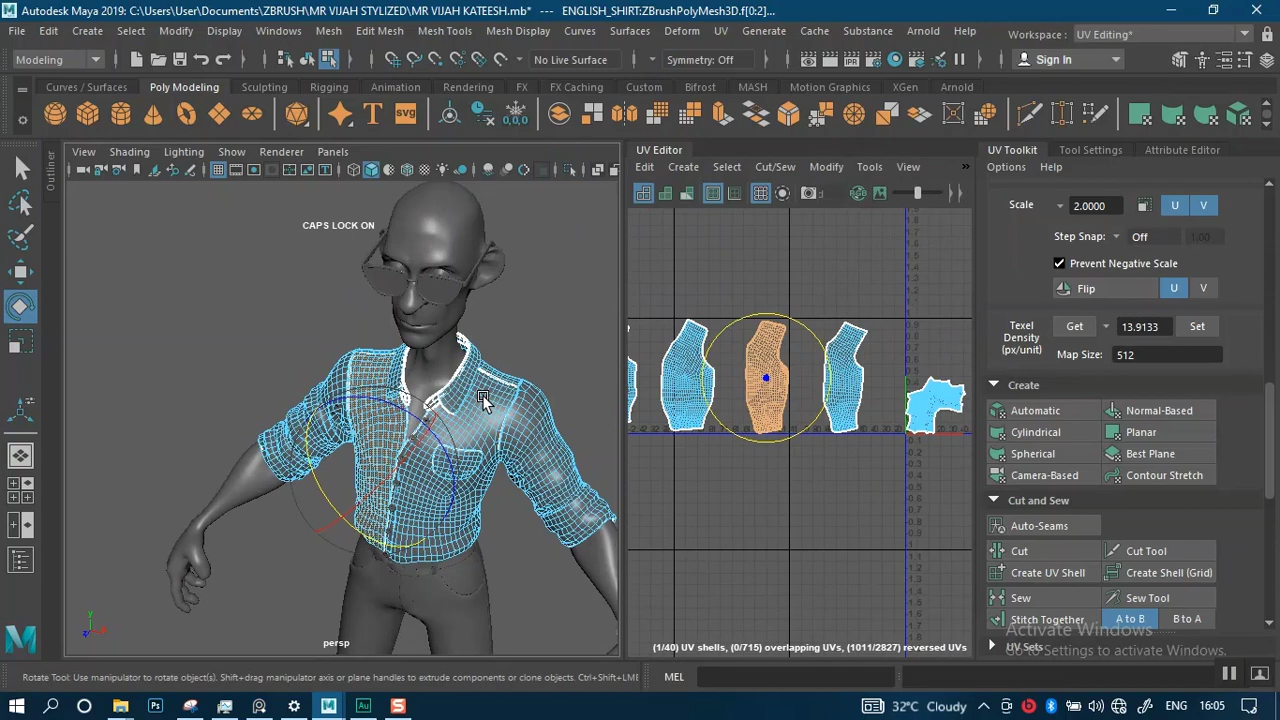 Autodesk Maya 2019: C:\Users\User\Documents\ZBRUSH\MR VIJAH STYLIZED\MR VIJAH KATEESH.mb* --- ENGLISH_SHIRT:ZBrushPolyMesh3D.f[0:2]...
File Edit Create Select Modify Display Windows Mesh Edit Mesh Mesh Tools Mesh Display Curves Surfaces Deform UV Generate Cache Substance Arnold Help Workspace : UV Editing*
Modeling No Live Surface Symmetry: Off Sign In
Curves / Surfaces Poly Modeling Sculpting Rigging Animation Rendering FX FX Caching Custom Bifrost MASH Motion Graphics XGen Arnold
Outliner
View Shading Lighting Show Renderer Panels
CAPS LOCK ON
persp
UV Editor
Edit Create Select Cut/Sew Modify Tools View
(1/40) UV shells, (0/715) overlapping UVs, (1011/2827) reversed UVs
UV Toolkit Tool Settings Attribute Editor
Options Help
Scale 2.0000 U V
Step Snap: Off 1.00
Prevent Negative Scale
Flip U V
Texel Density (px/unit) Get 13.9133 Set
Map Size: 512
Create
Automatic Normal-Based
Cylindrical Planar
Spherical Best Plane
Camera-Based Contour Stretch
Cut and Sew
Auto-Seams
Cut Cut Tool
Create UV Shell Create Shell (Grid)
Sew Sew Tool
Stitch Together A to B B to A
UV Sets
Activate Windows
Go to Settings to activate Windows.
Rotate Tool: Use manipulator to rotate object(s). Shift+drag manipulator axis or plane handles to extrude components or clone objects. Ctrl+Shift+LME
MEL
32°C Cloudy ENG 16:05